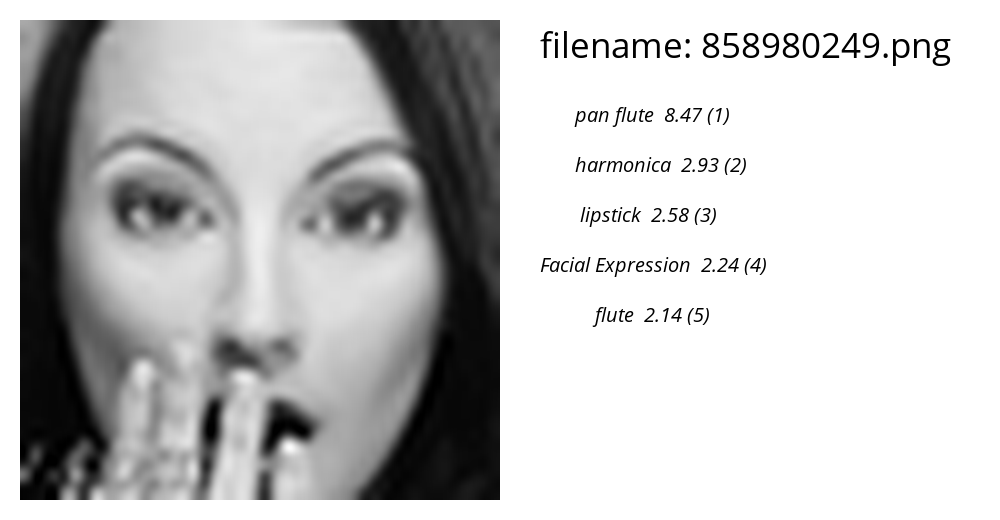 filename: 858980249.png
pan flute 8.47 (1)
harmonica 2.93 (2)
lipstick 2.58 (3)
Facial Expression 2.24 (4)
flute 2.14 (5)